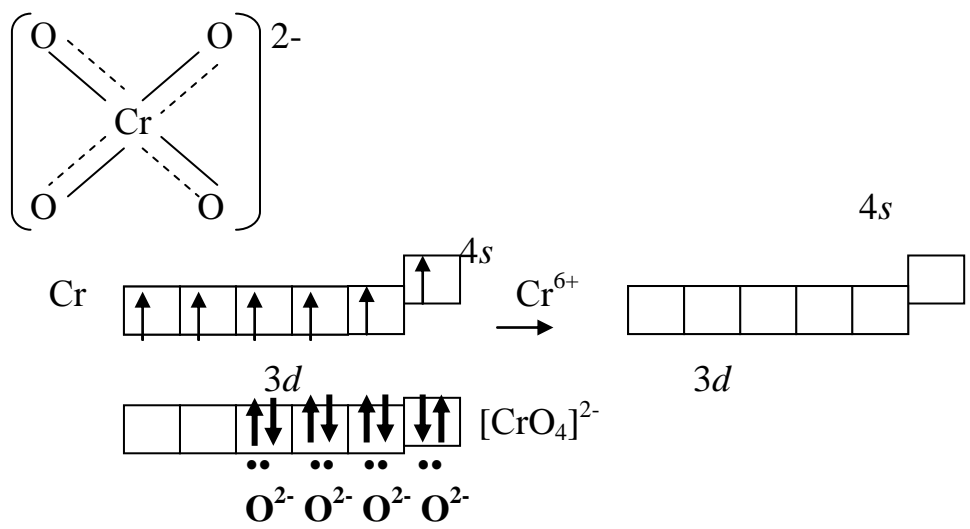 O O 2-
Cr
O O
4s
4s
Cr Cr⁶⁺
3d 3d
[CrO₄]²⁻
O²⁻ O²⁻ O²⁻ O²⁻